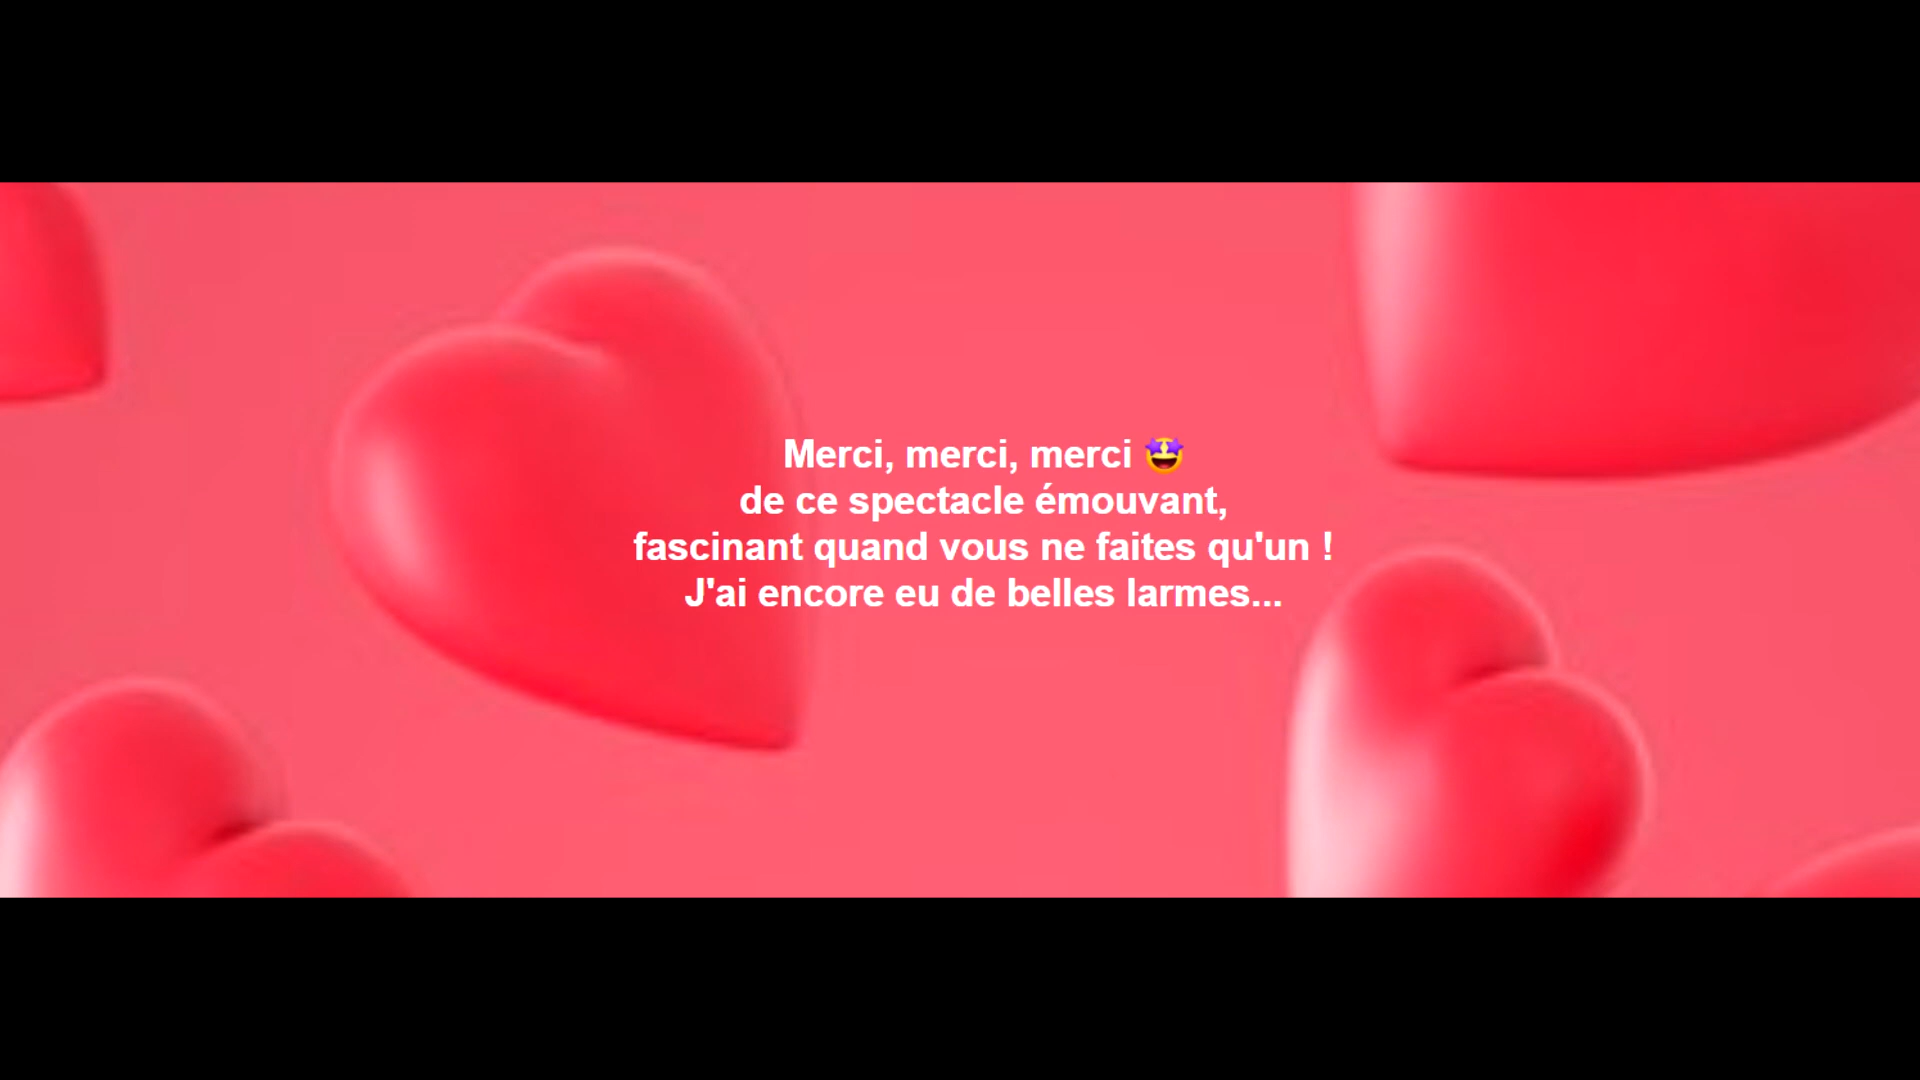 Merci, merci, merci 🤩
de ce spectacle émouvant,
fascinant quand vous ne faites qu'un !
J'ai encore eu de belles larmes...